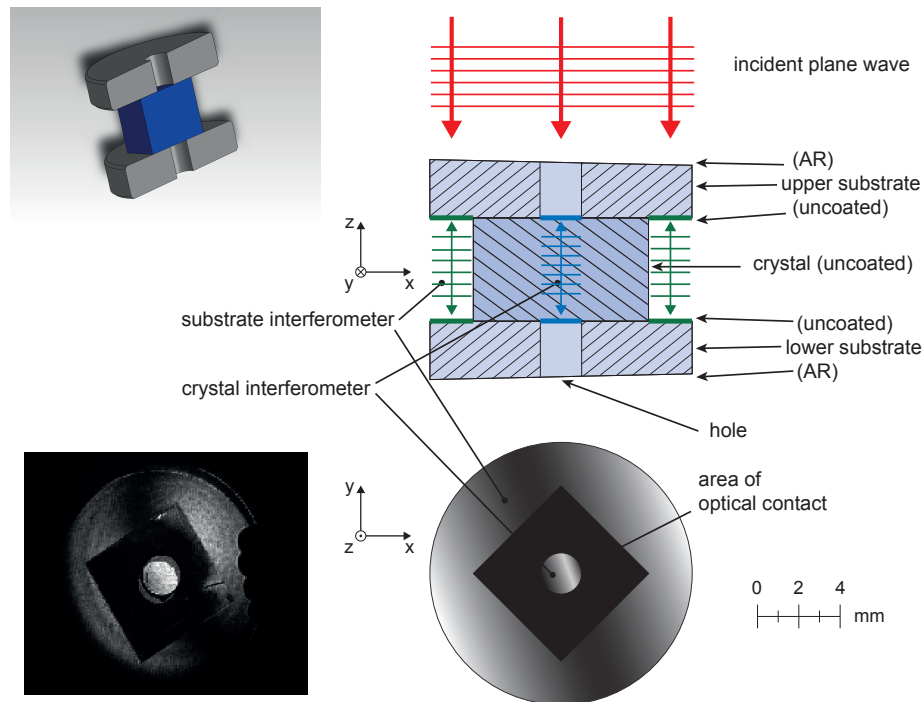 incident plane wave
(AR)
upper substrate
(uncoated)
z
y
x
crystal (uncoated)
substrate interferometer
(uncoated)
lower substrate
(AR)
crystal interferometer
hole
y
z
x
area of
optical contact
0 2 4
mm